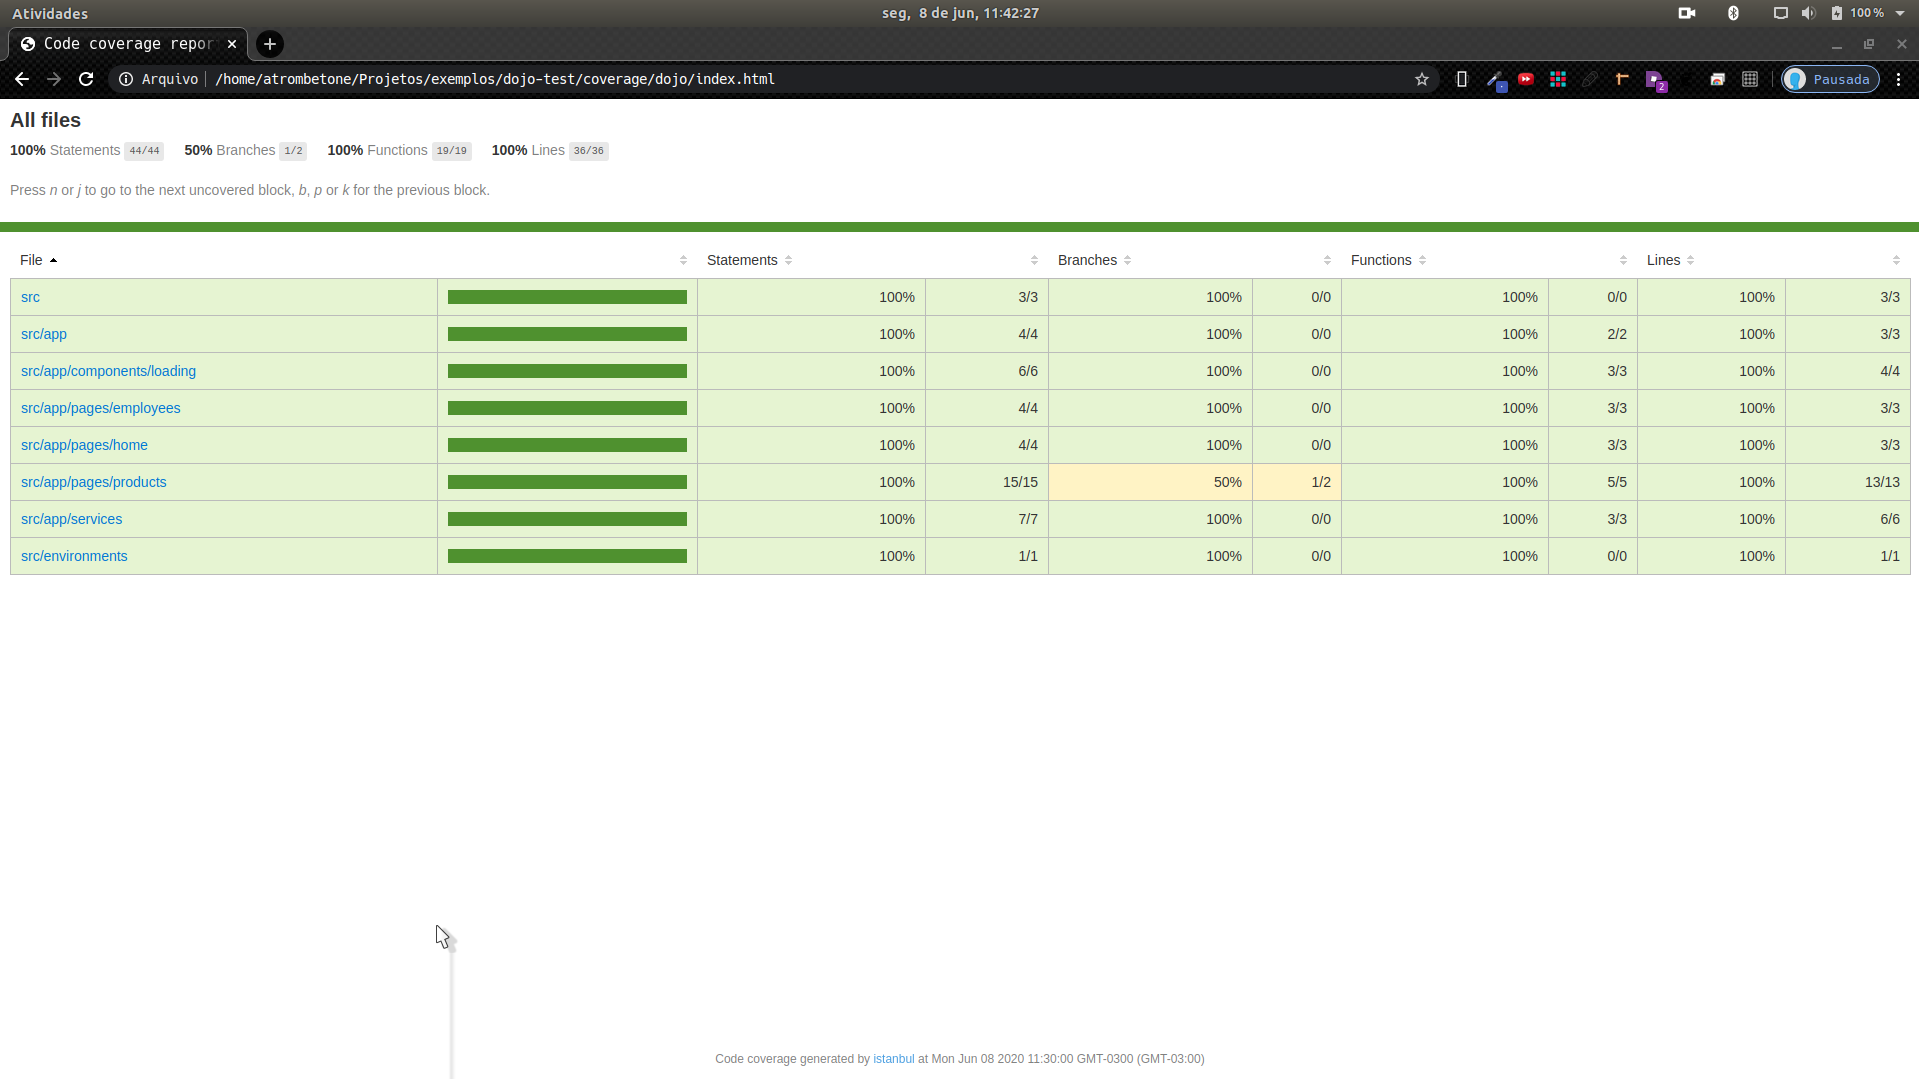 Atividades
seg, 8 de jun, 11:42:27
100 %
Code coverage repor
Arquivo /home/atrombetone/Projetos/exemplos/dojo-test/coverage/dojo/index.html
2
Pausada
All files
100% Statements 44/44 50% Branches 1/2 100% Functions 19/19 100% Lines 36/36
Press n or j to go to the next uncovered block, b, p or k for the previous block.
File Statements Branches Functions Lines
src 100% 3/3 100% 0/0 100% 0/0 100% 3/3
src/app 100% 4/4 100% 0/0 100% 2/2 100% 3/3
src/app/components/loading 100% 6/6 100% 0/0 100% 3/3 100% 4/4
src/app/pages/employees 100% 4/4 100% 0/0 100% 3/3 100% 3/3
src/app/pages/home 100% 4/4 100% 0/0 100% 3/3 100% 3/3
src/app/pages/products 100% 15/15 50% 1/2 100% 5/5 100% 13/13
src/app/services 100% 7/7 100% 0/0 100% 3/3 100% 6/6
src/environments 100% 1/1 100% 0/0 100% 0/0 100% 1/1
Code coverage generated by istanbul at Mon Jun 08 2020 11:30:00 GMT-0300 (GMT-03:00)